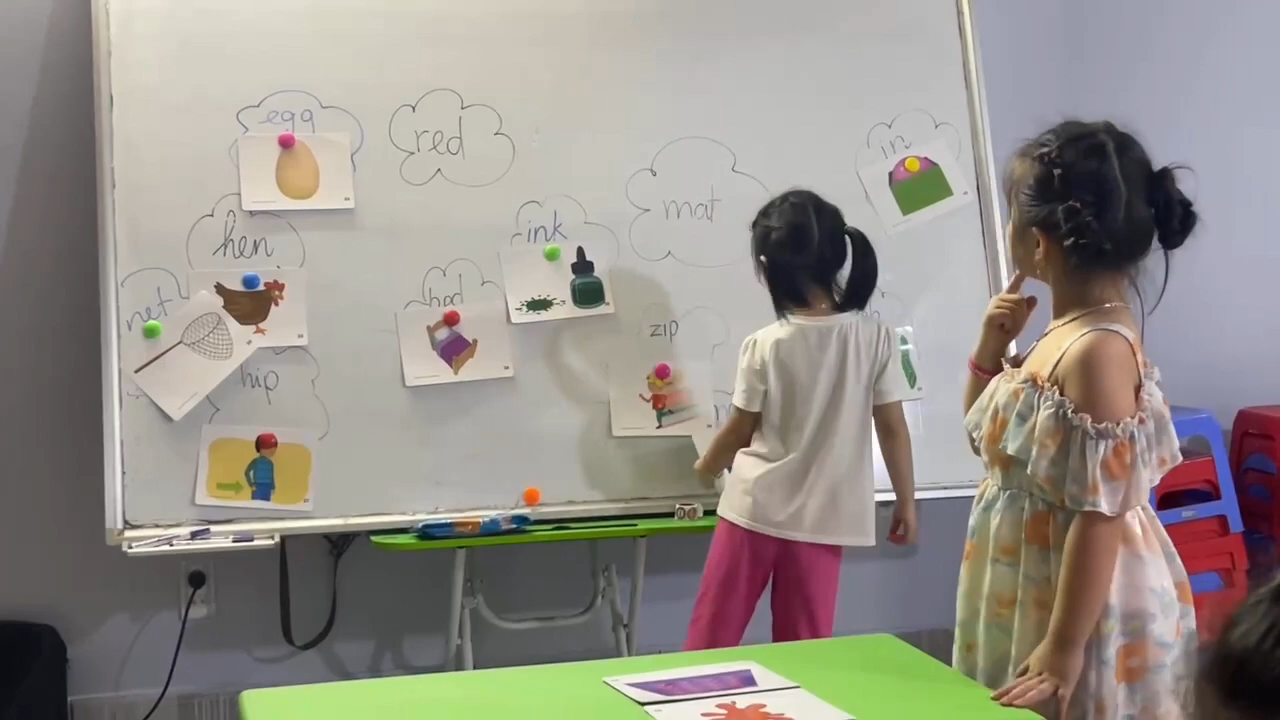 egg
red
in
mat
hen
ink
net
bed
zip
hip